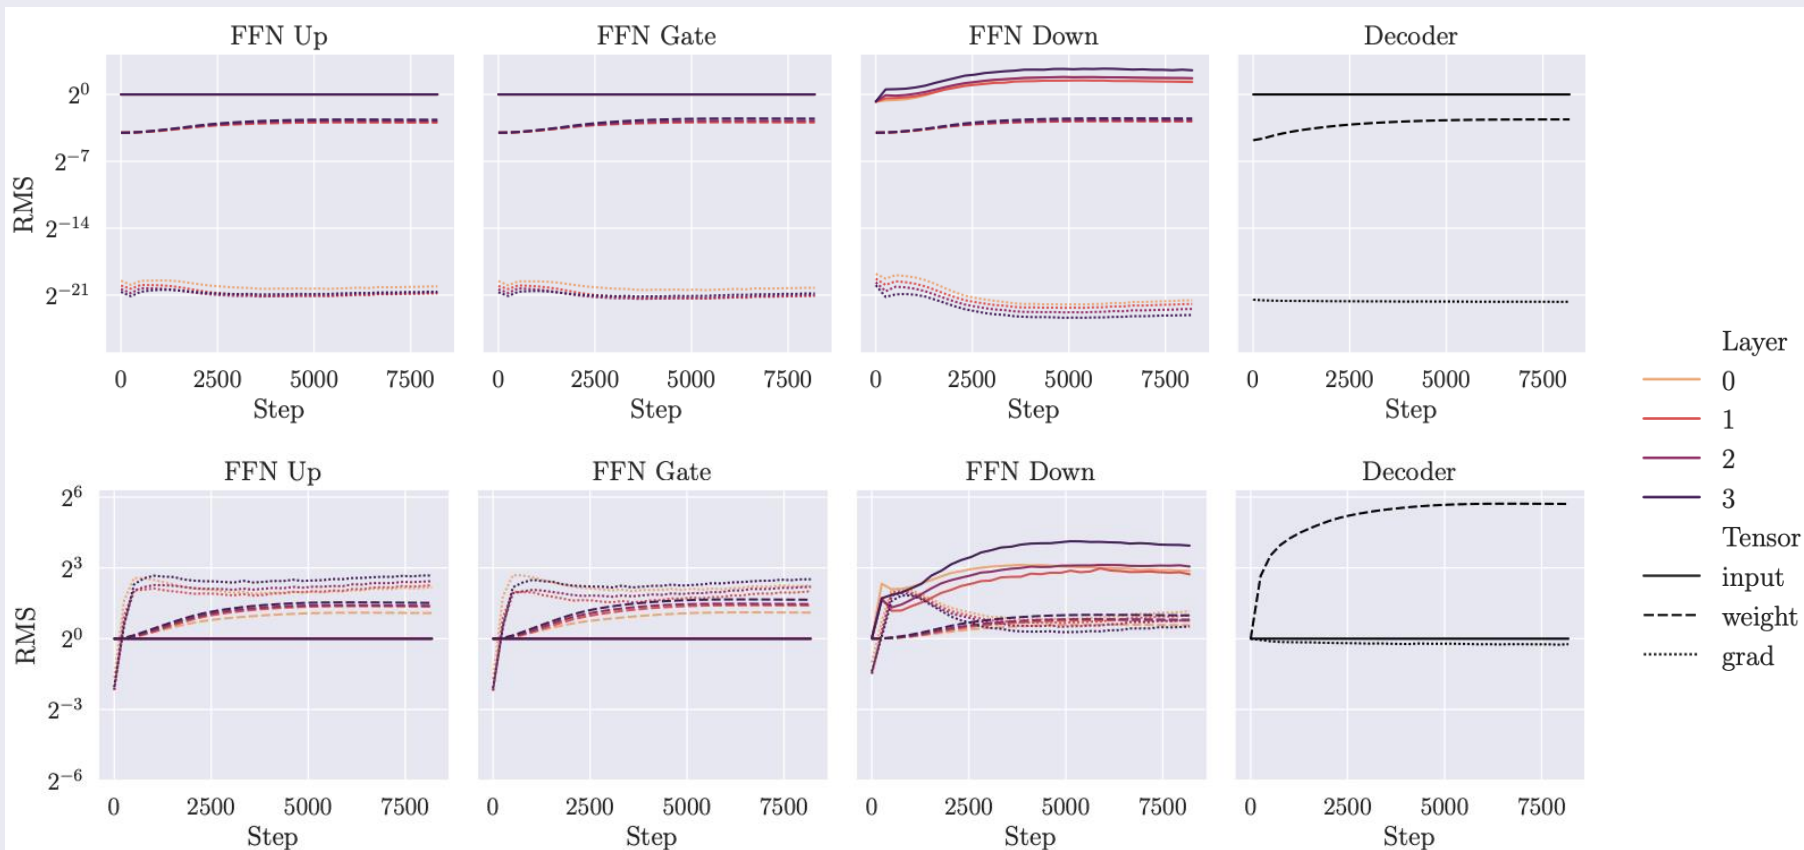 FFN Up FFN Gate FFN Down Decoder
RMS
2^0
2^−7
2^−14
2^−21
0 2500 5000 7500 0 2500 5000 7500 0 2500 5000 7500 0 2500 5000 7500
Step Step Step Step
FFN Up FFN Gate FFN Down Decoder
RMS
2^6
2^3
2^0
2^−3
2^−6
0 2500 5000 7500 0 2500 5000 7500 0 2500 5000 7500 0 2500 5000 7500
Step Step Step Step
Layer
0
1
2
3
Tensor
input
weight
grad